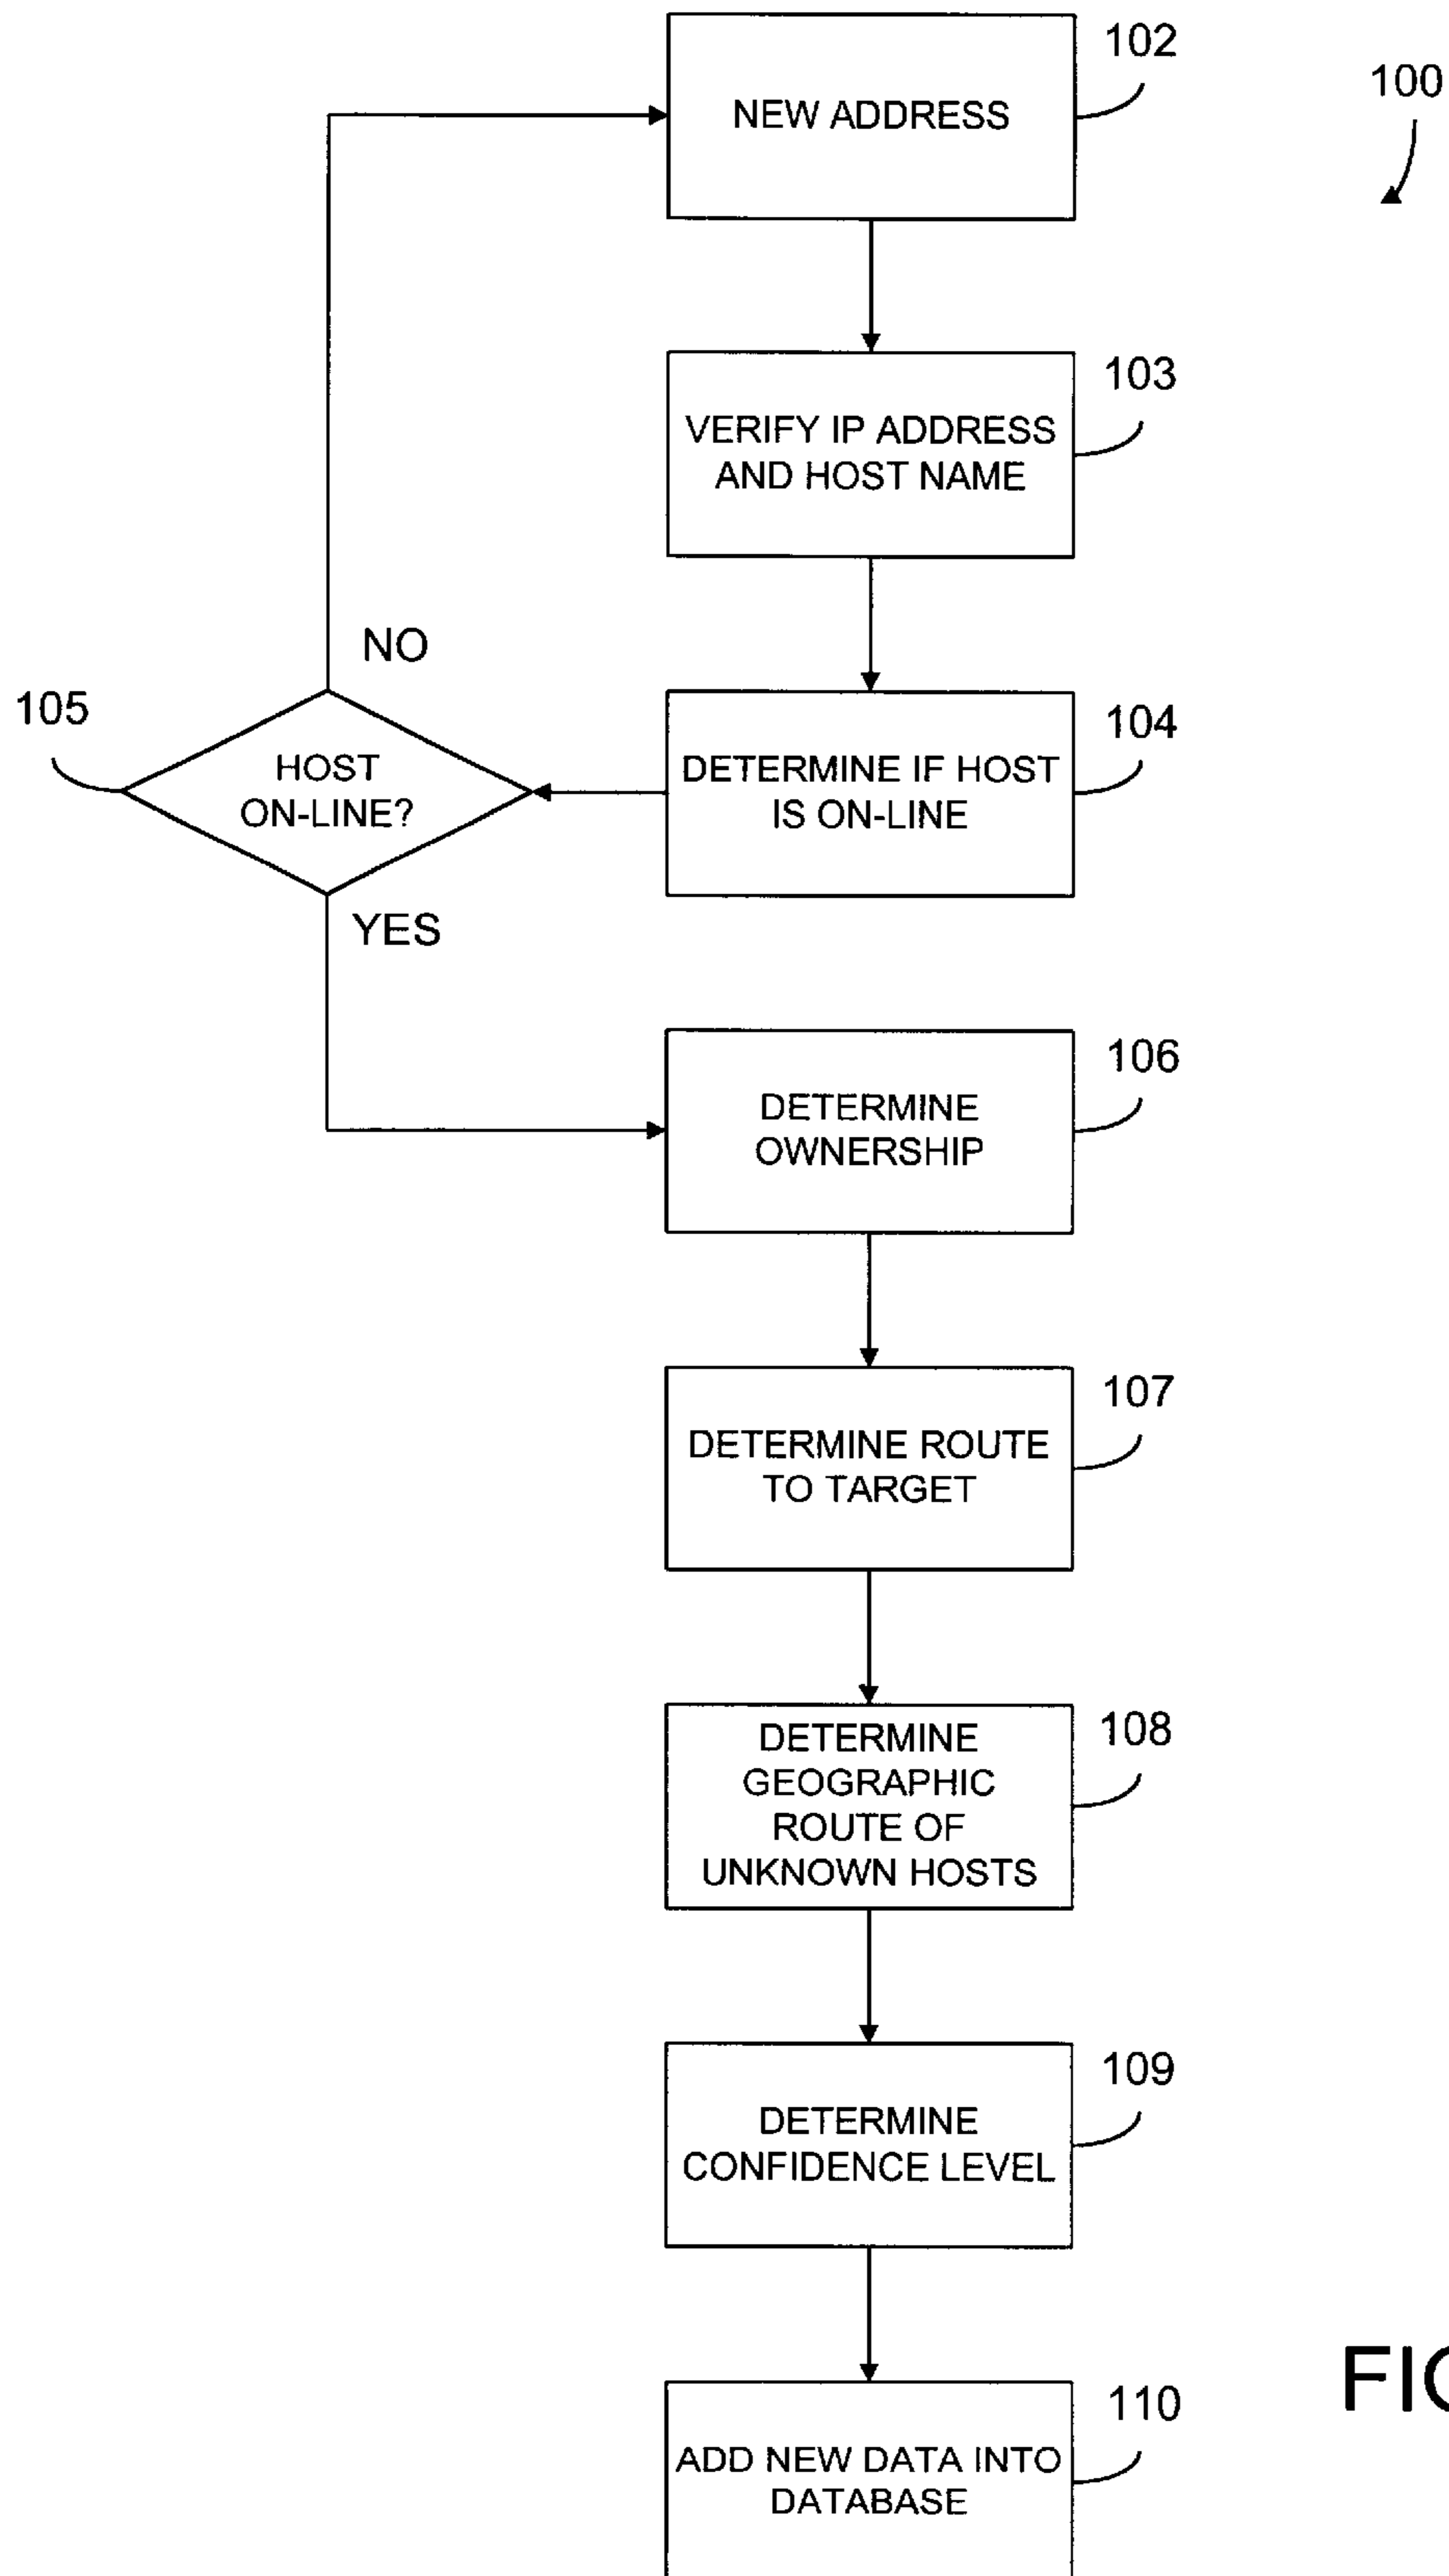 102
100
NEW ADDRESS
103
VERIFY IP ADDRESS
AND HOST NAME
NO
105
104
HOST
ON-LINE?
DETERMINE IF HOST
IS ON-LINE
YES
106
DETERMINE
OWNERSHIP
107
DETERMINE ROUTE
TO TARGET
108
DETERMINE
GEOGRAPHIC
ROUTE OF
UNKNOWN HOSTS
109
DETERMINE
CONFIDENCE LEVEL
110
ADD NEW DATA INTO
DATABASE